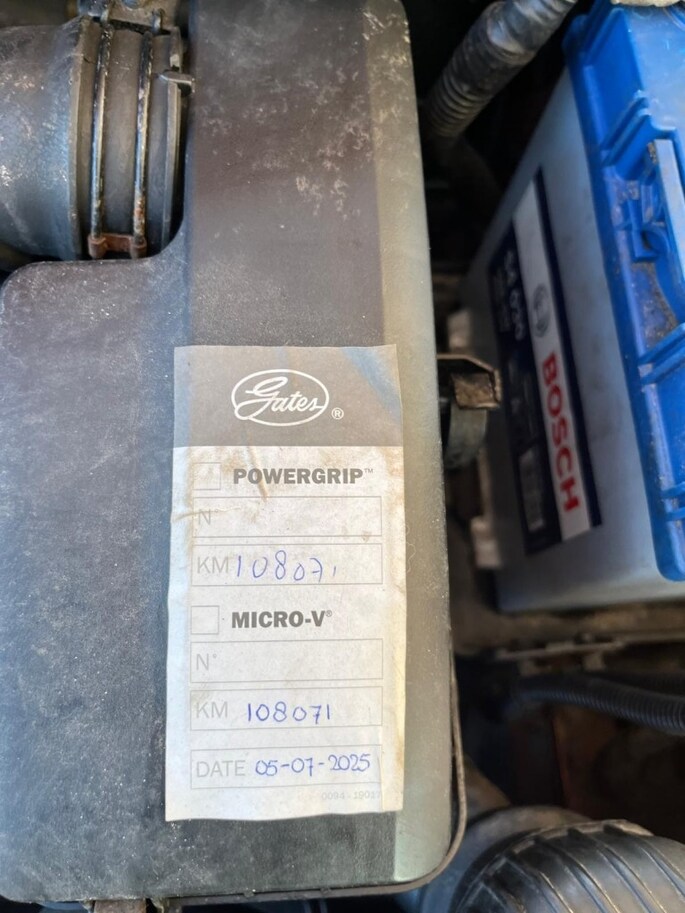 Gates®
POWERGRIP™
N°
KM 108071
MICRO-V®
N°
KM 108071
DATE 05-07-2025
BOSCH